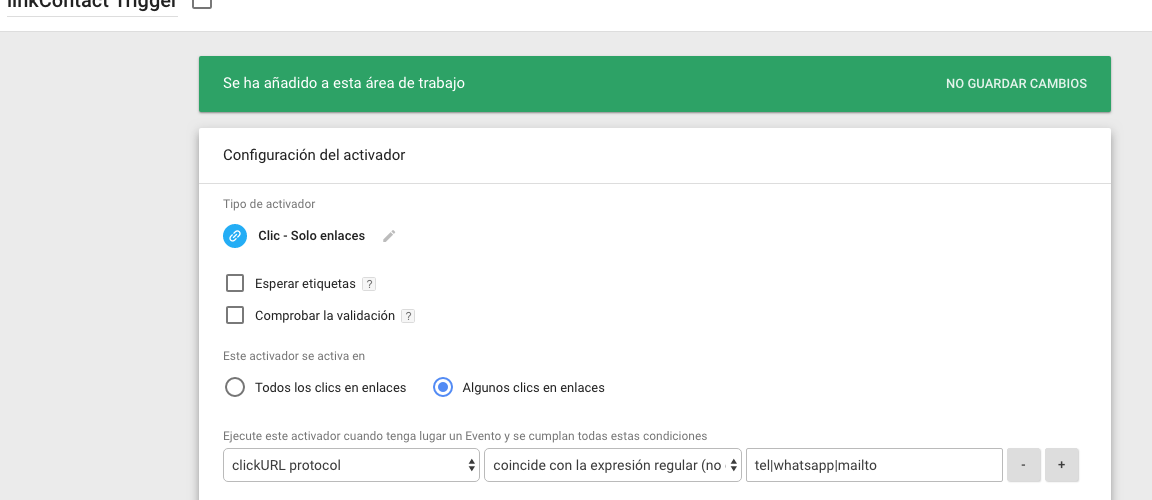 linkContact Trigger
Se ha añadido a esta área de trabajo NO GUARDAR CAMBIOS
Configuración del activador
Tipo de activador
Clic - Solo enlaces
Esperar etiquetas ?
Comprobar la validación ?
Este activador se activa en
Todos los clics en enlaces Algunos clics en enlaces
Ejecute este activador cuando tenga lugar un Evento y se cumplan todas estas condiciones
clickURL protocol coincide con la expresión regular (no tel|whatsapp|mailto - +